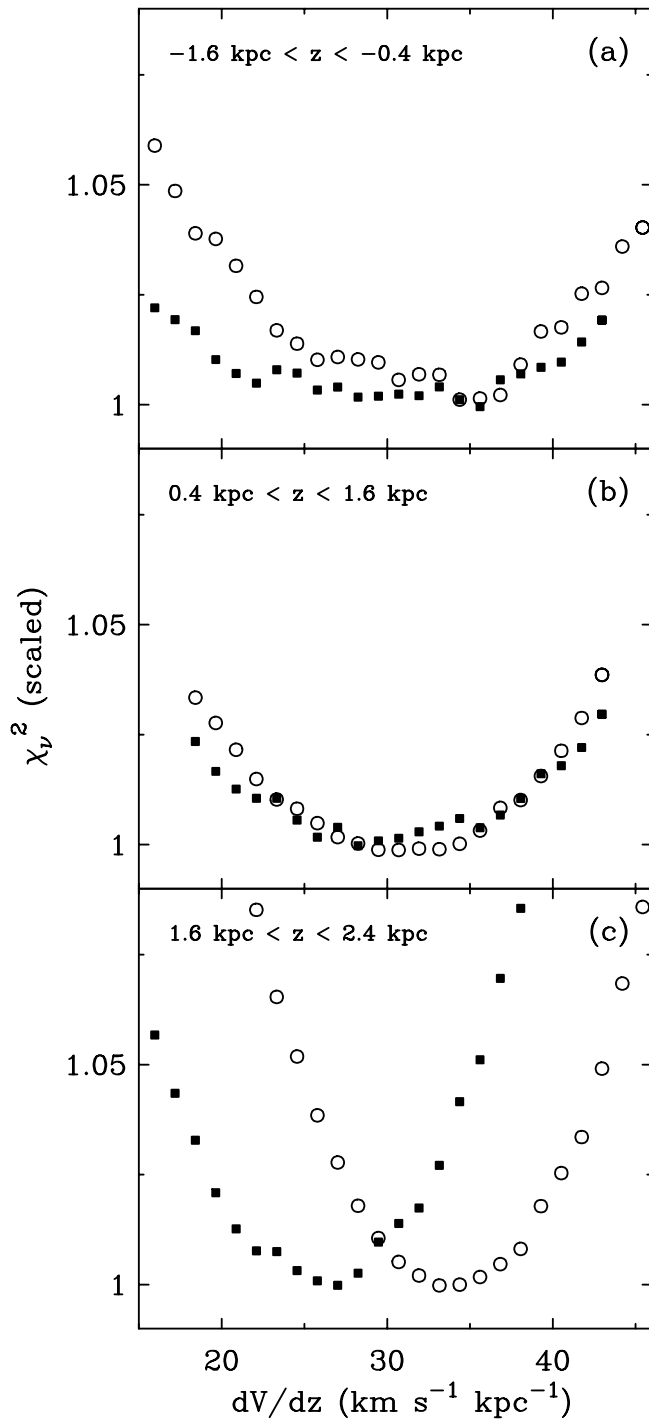 −1.6 kpc < z < −0.4 kpc
(a)
1.05
1
0.4 kpc < z < 1.6 kpc
(b)
1.05
1
χν² (scaled)
1.6 kpc < z < 2.4 kpc
(c)
1.05
1
20 30 40
dV/dz (km s⁻¹ kpc⁻¹)